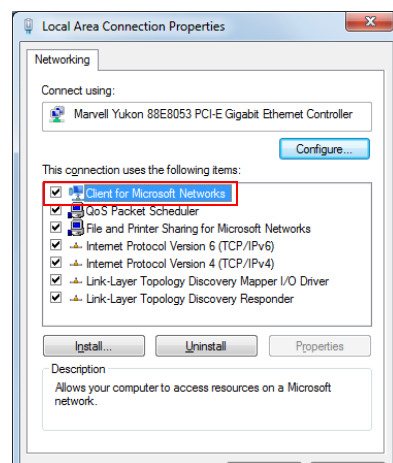 Local Area Connection Properties
Networking
Connect using:
Marvell Yukon 88E8053 PCI-E Gigabit Ethernet Controller
Configure...
This connection uses the following items:
Client for Microsoft Networks
QoS Packet Scheduler
File and Printer Sharing for Microsoft Networks
Internet Protocol Version 6 (TCP/IPv6)
Internet Protocol Version 4 (TCP/IPv4)
Link-Layer Topology Discovery Mapper I/O Driver
Link-Layer Topology Discovery Responder
Install... Uninstall Properties
Description
Allows your computer to access resources on a Microsoft
network.